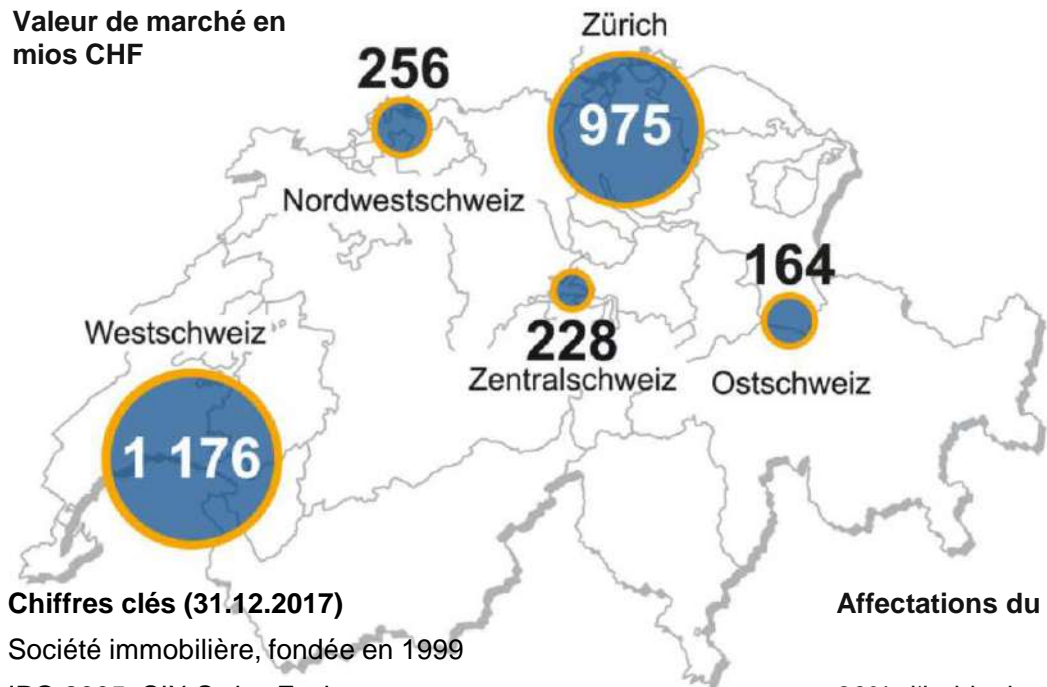 Valeur de marché en
mios CHF
Zürich
256
975
Nordwestschweiz
164
Westschweiz
228
Zentralschweiz
Ostschweiz
1 176
Chiffres clés (31.12.2017)
Affectations du
Société immobilière, fondée en 1999